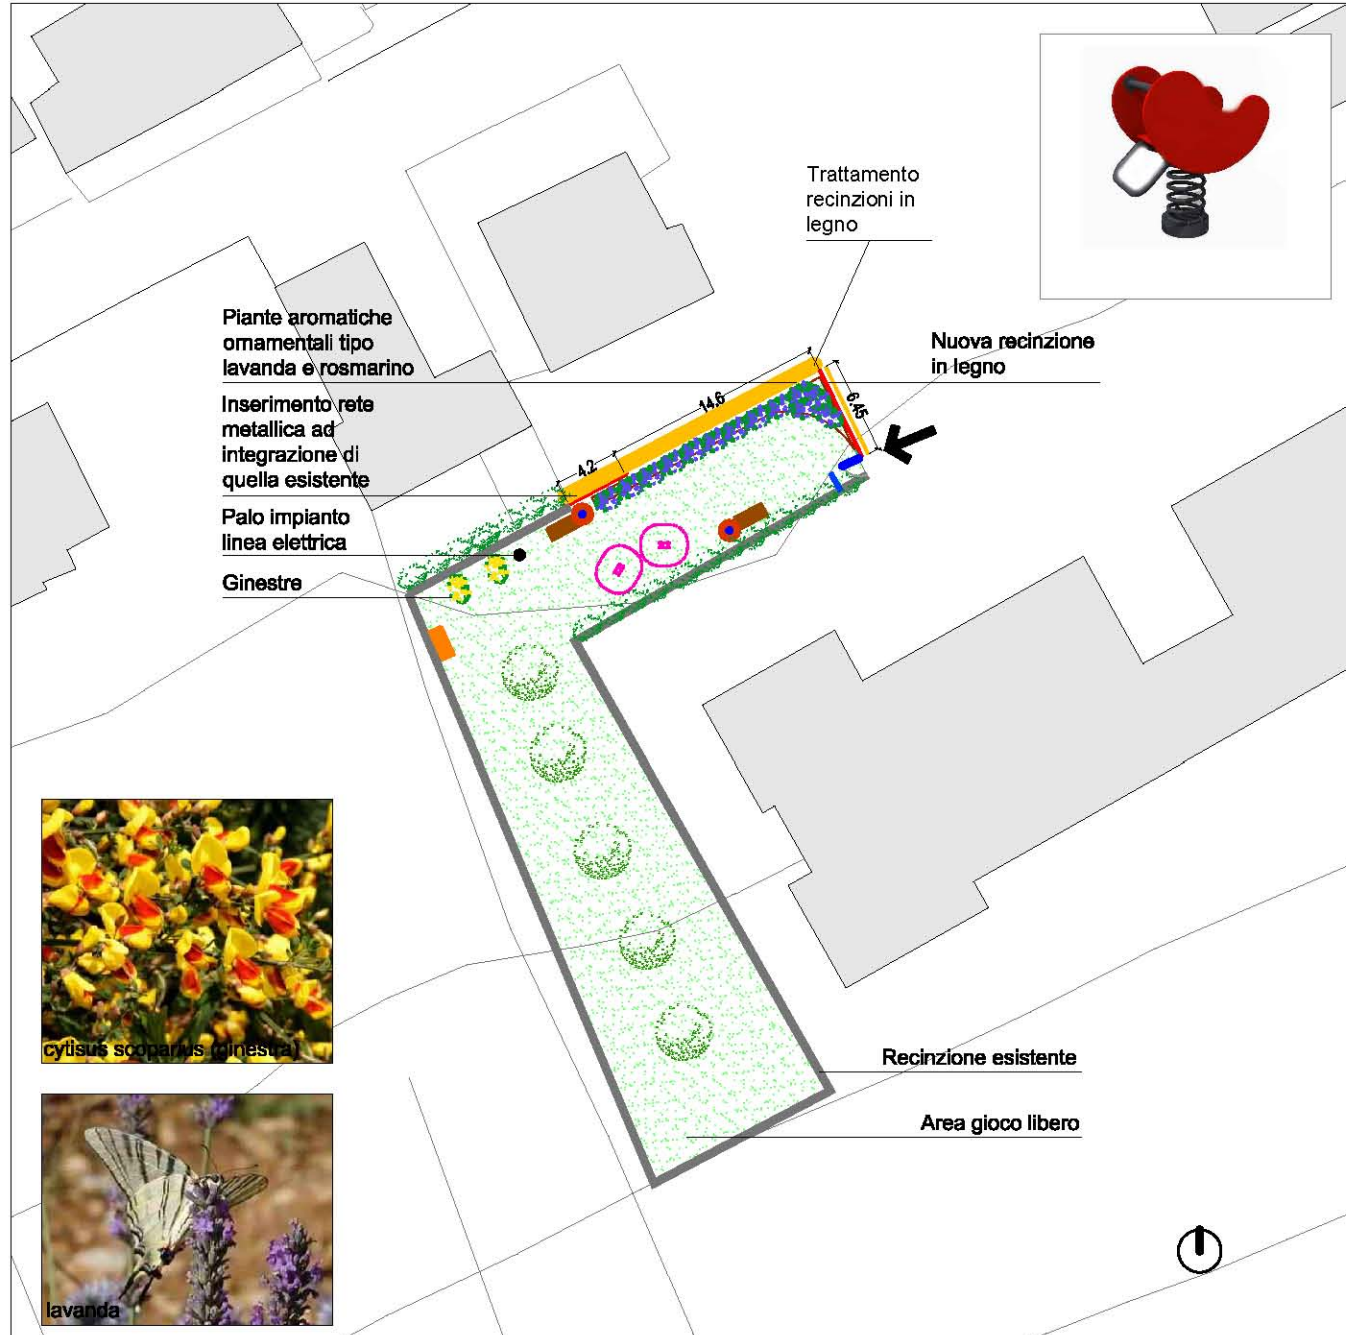 Trattamento
recinzioni in
legno
Piante aromatiche
ornamentali tipo
lavanda e rosmarino
Nuova recinzione
in legno
Inserimento rete
metallica ad
integrazione di
quella esistente
Palo impianto
linea elettrica
Ginestre
14,6
6,45
4,2
cytisus scoparius (ginestra)
Recinzione esistente
Area gioco libero
lavanda